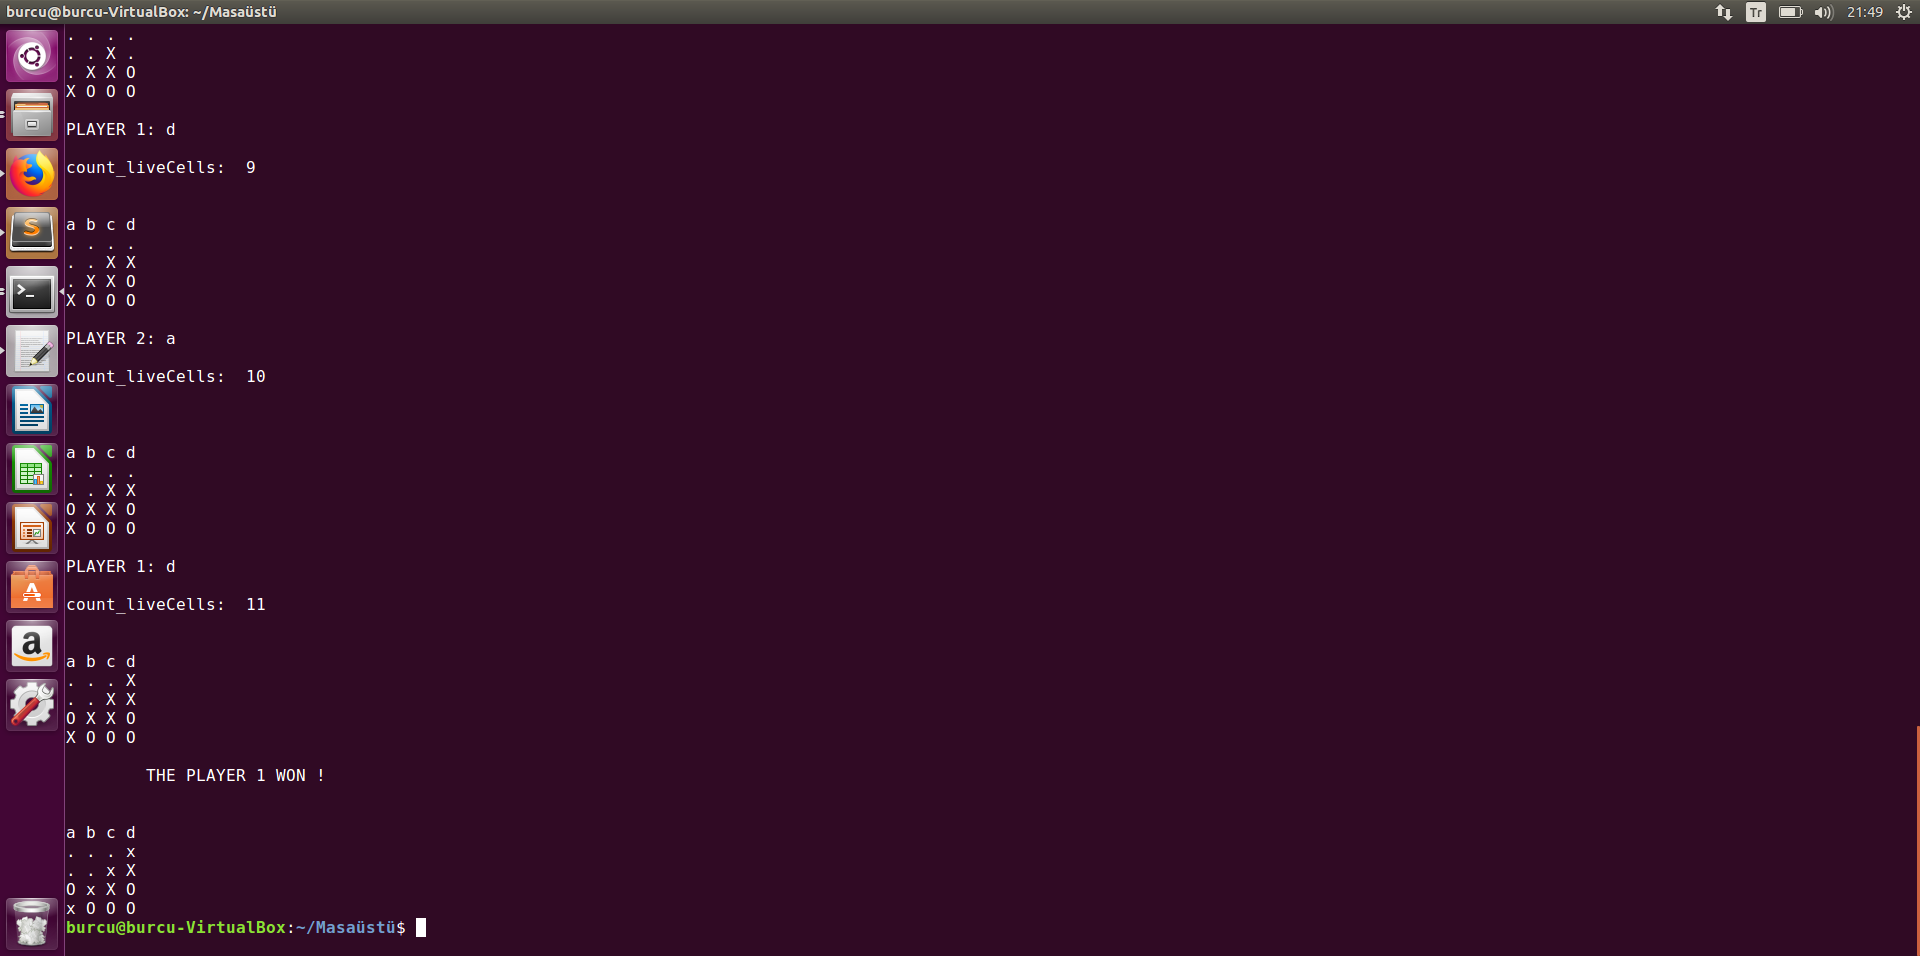 burcu@burcu-VirtualBox: ~/Masaüstü
Tr
21:49
. . . .
. . X .
. X X O
X O O O
PLAYER 1: d
count_liveCells:  9
a b c d
. . . .
. . X X
. X X O
X O O O
PLAYER 2: a
count_liveCells:  10
a b c d
. . . .
. . X X
O X X O
X O O O
PLAYER 1: d
count_liveCells:  11
a b c d
. . . X
. . X X
O X X O
X O O O
THE PLAYER 1 WON !
a b c d
. . . x
. . x X
O x X O
x O O O
burcu@burcu-VirtualBox:~/Masaüstü$